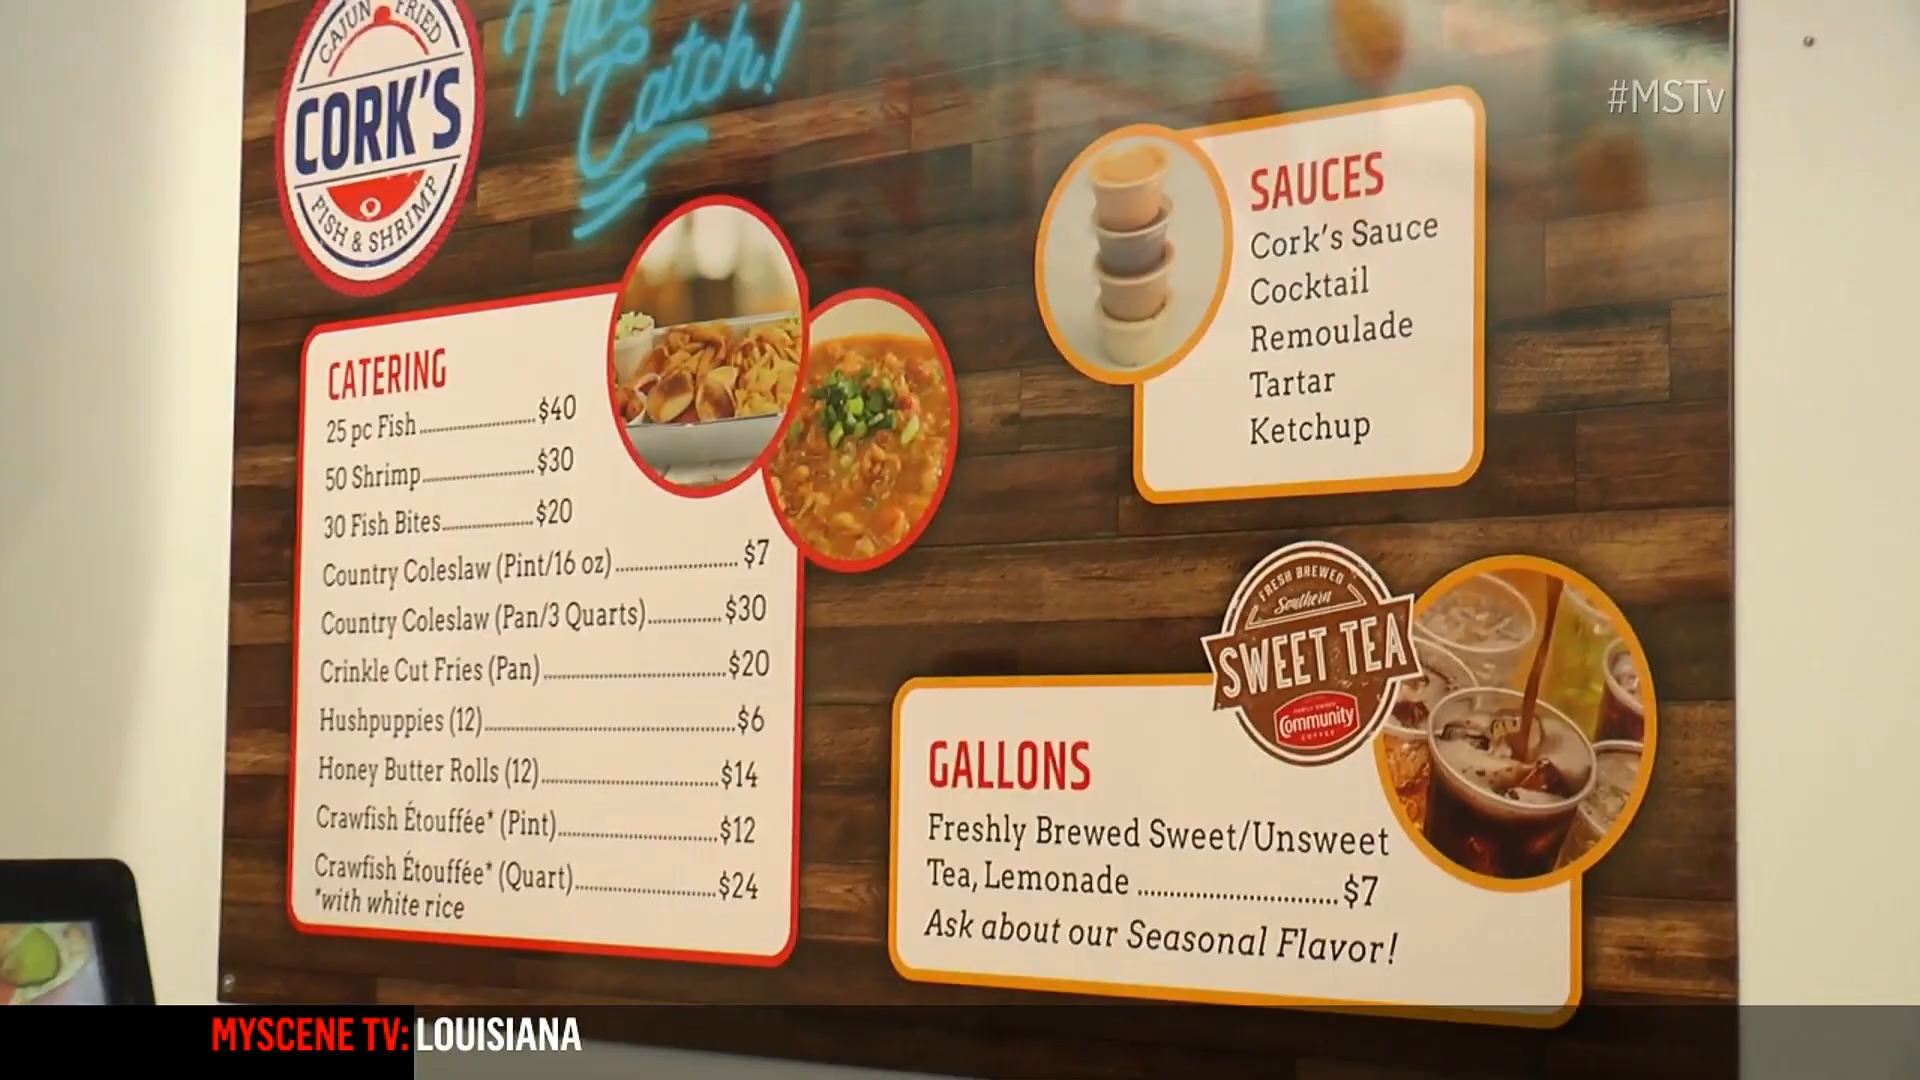 CAJUN FRIED
CORK'S
FISH & SHRIMP
Nice
Catch!
#MSTv
SAUCES
Cork's Sauce
Cocktail
Remoulade
Tartar
Ketchup
CATERING
25 pc Fish $40
50 Shrimp $30
30 Fish Bites $20
Country Coleslaw (Pint/16 oz) $7
Country Coleslaw (Pan/3 Quarts) $30
Crinkle Cut Fries (Pan) $20
Hushpuppies (12) $6
Honey Butter Rolls (12) $14
Crawfish Étouffée* (Pint) $12
Crawfish Étouffée* (Quart) $24
*with white rice
FRESH BREWED
Southern
SWEET TEA
FAMILY OWNED
Community
COFFEE
GALLONS
Freshly Brewed Sweet/Unsweet
Tea, Lemonade $7
Ask about our Seasonal Flavor!
MYSCENE TV: LOUISIANA